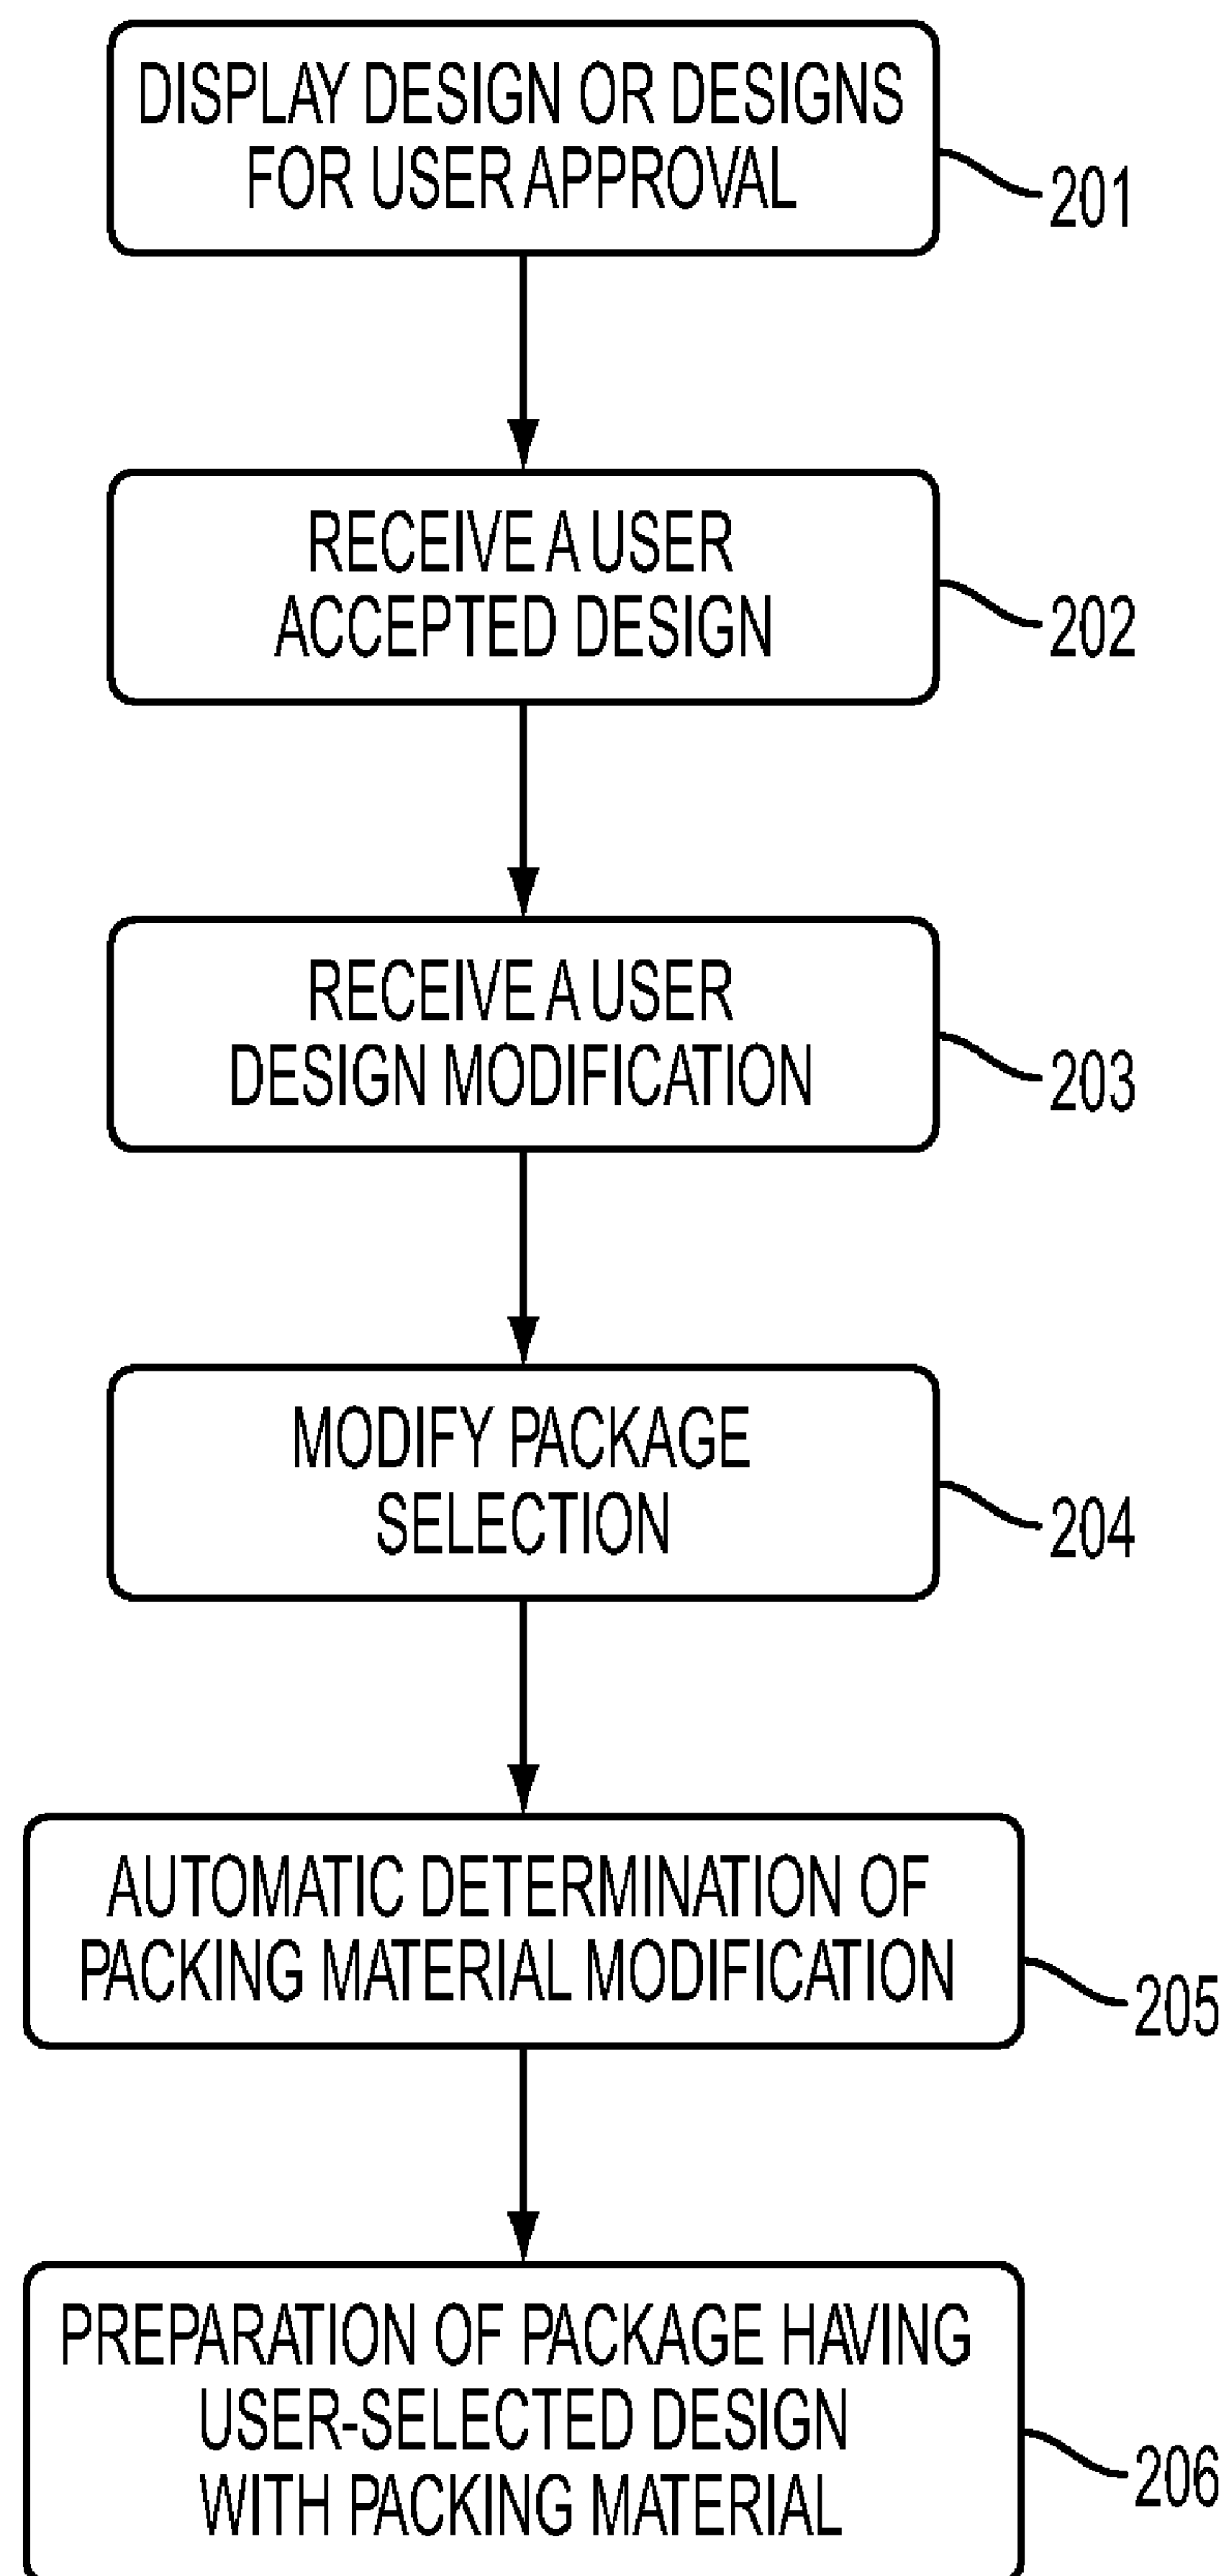 DISPLAY DESIGN OR DESIGNS
FOR USER APPROVAL
201
RECEIVE A USER
ACCEPTED DESIGN
202
RECEIVE A USER
DESIGN MODIFICATION
203
MODIFY PACKAGE
SELECTION
204
AUTOMATIC DETERMINATION OF
PACKING MATERIAL MODIFICATION
205
PREPARATION OF PACKAGE HAVING
USER-SELECTED DESIGN
WITH PACKING MATERIAL
206